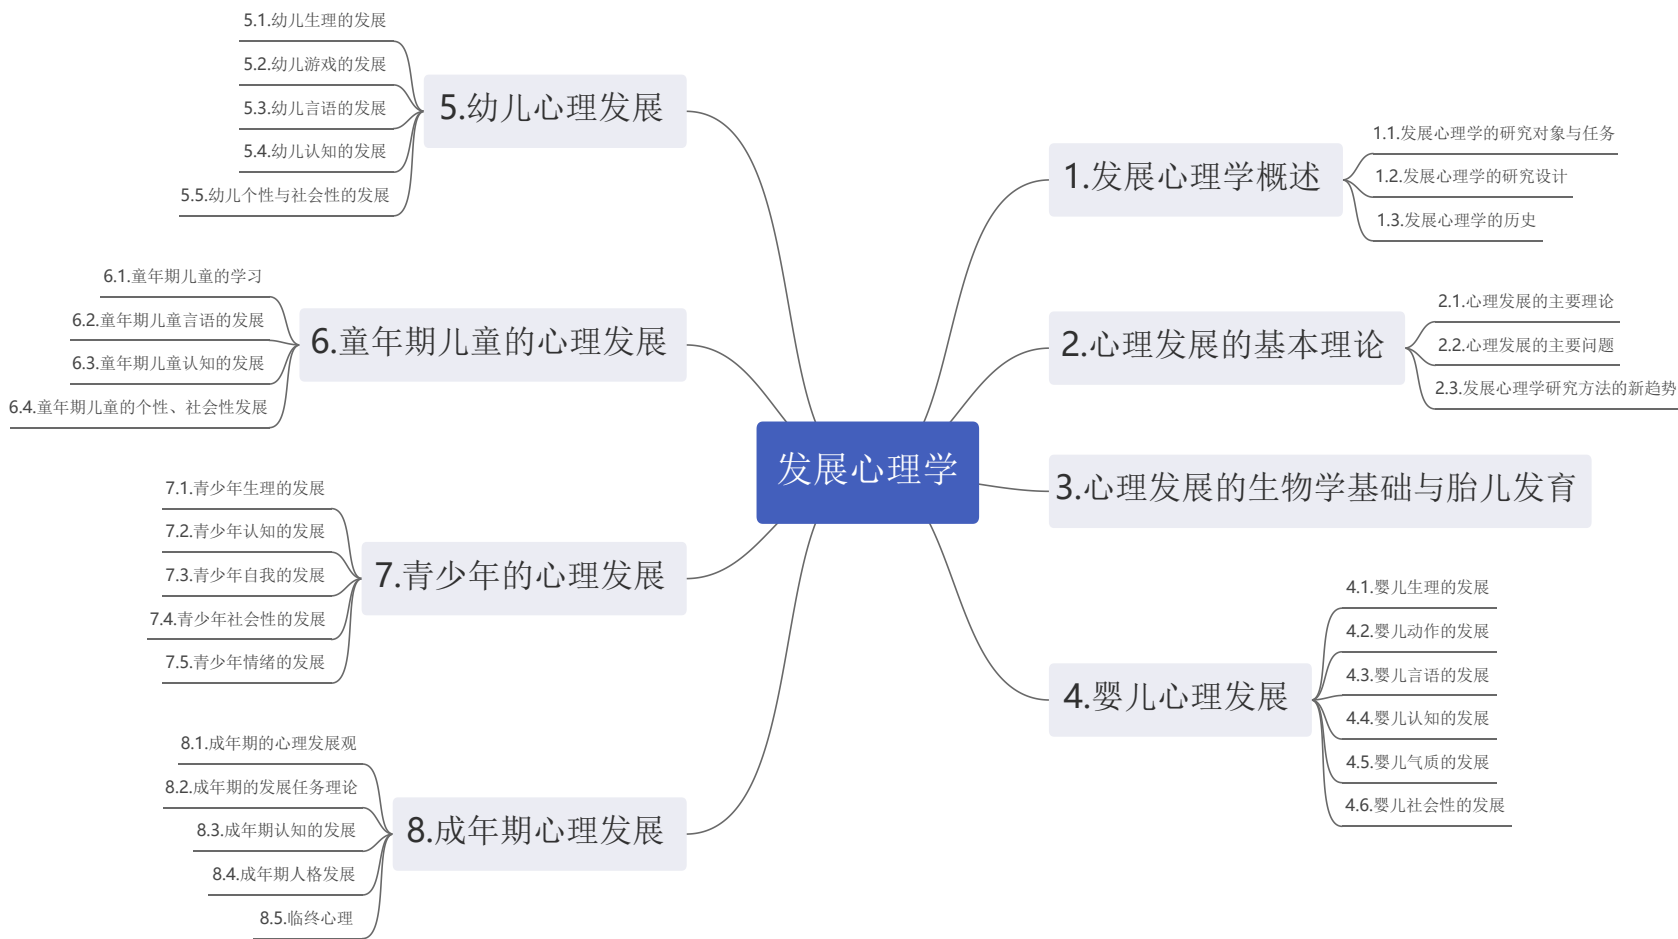 发展心理学
1.发展心理学概述
1.1.发展心理学的研究对象与任务
1.2.发展心理学的研究设计
1.3.发展心理学的历史
2.心理发展的基本理论
2.1.心理发展的主要理论
2.2.心理发展的主要问题
2.3.发展心理学研究方法的新趋势
3.心理发展的生物学基础与胎儿发育
4.婴儿心理发展
4.1.婴儿生理的发展
4.2.婴儿动作的发展
4.3.婴儿言语的发展
4.4.婴儿认知的发展
4.5.婴儿气质的发展
4.6.婴儿社会性的发展
5.幼儿心理发展
5.1.幼儿生理的发展
5.2.幼儿游戏的发展
5.3.幼儿言语的发展
5.4.幼儿认知的发展
5.5.幼儿个性与社会性的发展
6.童年期儿童的心理发展
6.1.童年期儿童的学习
6.2.童年期儿童言语的发展
6.3.童年期儿童认知的发展
6.4.童年期儿童的个性、社会性发展
7.青少年的心理发展
7.1.青少年生理的发展
7.2.青少年认知的发展
7.3.青少年自我的发展
7.4.青少年社会性的发展
7.5.青少年情绪的发展
8.成年期心理发展
8.1.成年期的心理发展观
8.2.成年期的发展任务理论
8.3.成年期认知的发展
8.4.成年期人格发展
8.5.临终心理